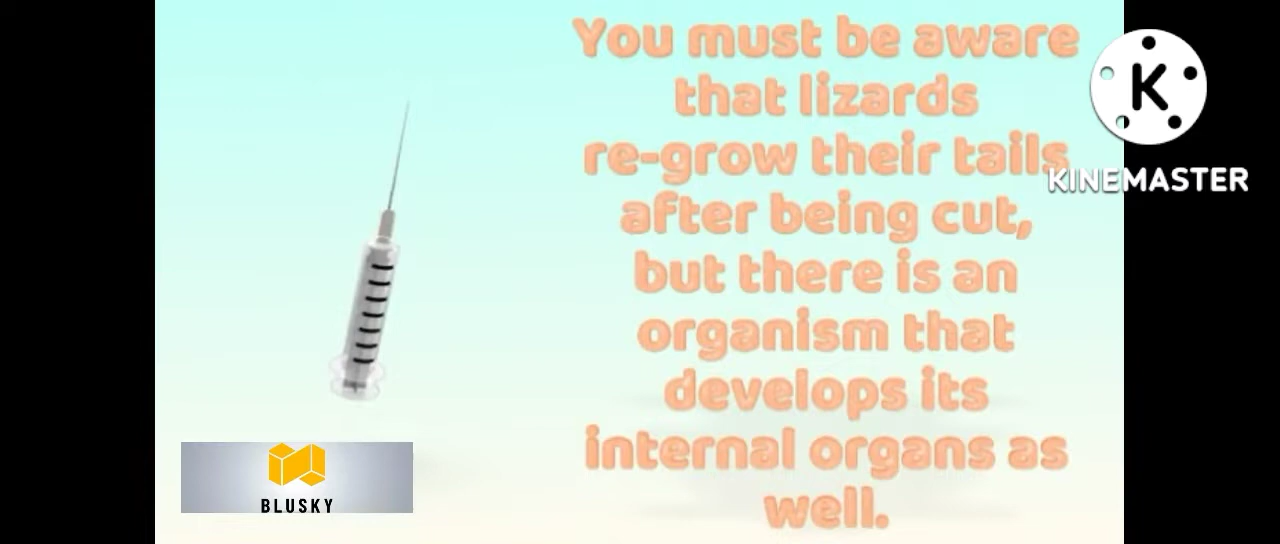 You must be aware
that lizards
re-grow their tails
after being cut,
but there is an
organism that
develops its
internal organs as
well.
K
KINEMASTER
BLUSKY